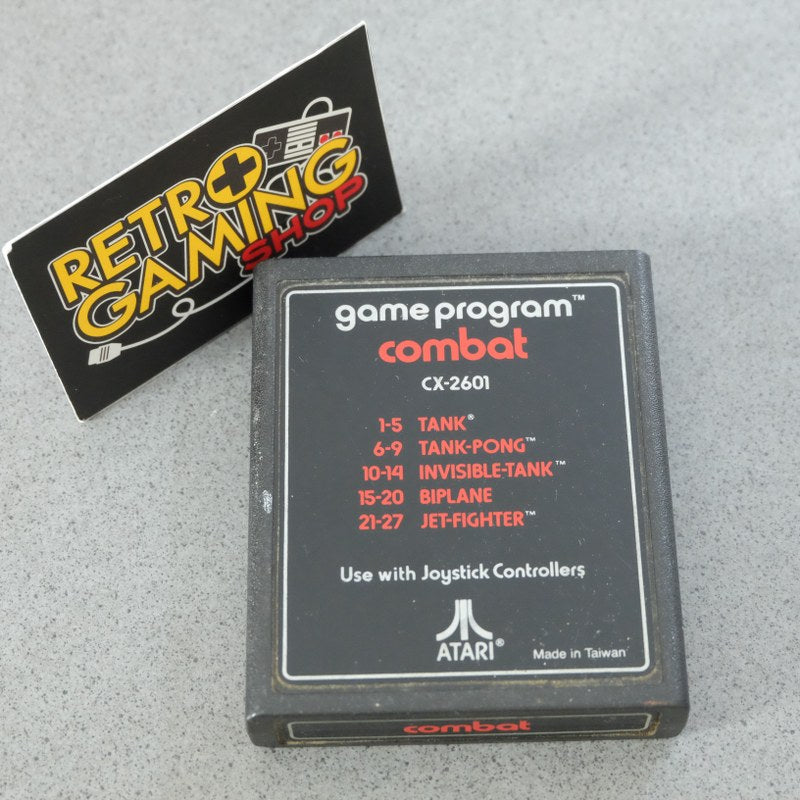 RETRO
GAMING
SHOP
game program™
combat
CX-2601
1-5 TANK®
6-9 TANK-PONG™
10-14 INVISIBLE-TANK™
15-20 BIPLANE
21-27 JET-FIGHTER™
Use with Joystick Controllers
ATARI®
Made in Taiwan
combat